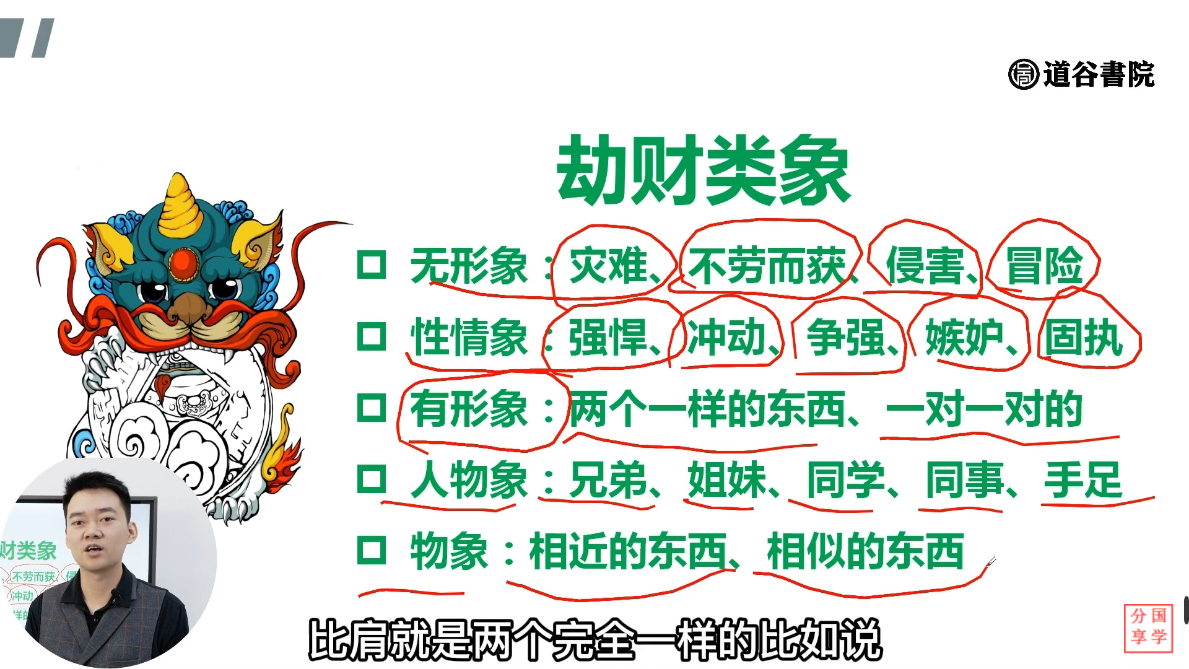 道谷書院
劫财类象
无形象：灾难、不劳而获、侵害、冒险
性情象：强悍、冲动、争强、嫉妒、固执
有形象：两个一样的东西、一对一对的
人物象：兄弟、姐妹、同学、同事、手足
物象：相近的东西、相似的东西
财类象
不劳而获
冲动
比肩就是两个完全一样的比如说
分国
享学